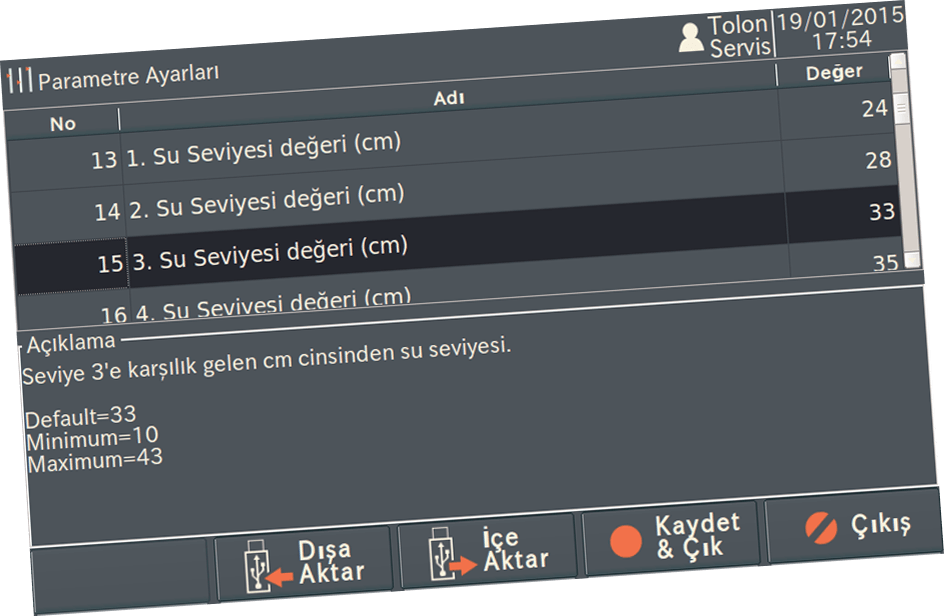 Parametre Ayarları
Tolon
Servis
19/01/2015
17:54
No Adı Değer
13 1. Su Seviyesi değeri (cm) 24
14 2. Su Seviyesi değeri (cm) 28
15 3. Su Seviyesi değeri (cm) 33
16 4. Su Seviyesi değeri (cm) 35
Açıklama
Seviye 3'e karşılık gelen cm cinsinden su seviyesi.
Default=33
Minimum=10
Maximum=43
Dışa
Aktar
İçe
Aktar
Kaydet
& Çık
Çıkış